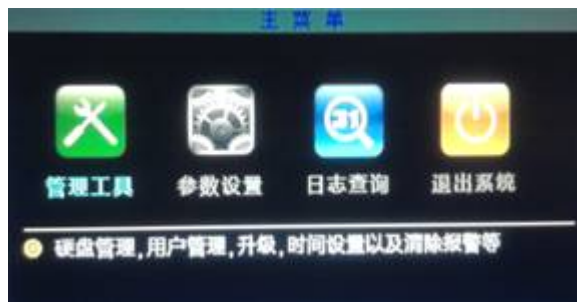 主菜单
31
管理工具 参数设置 日志查询 退出系统
硬盘管理,用户管理,升级,时间设置以及清除报警等